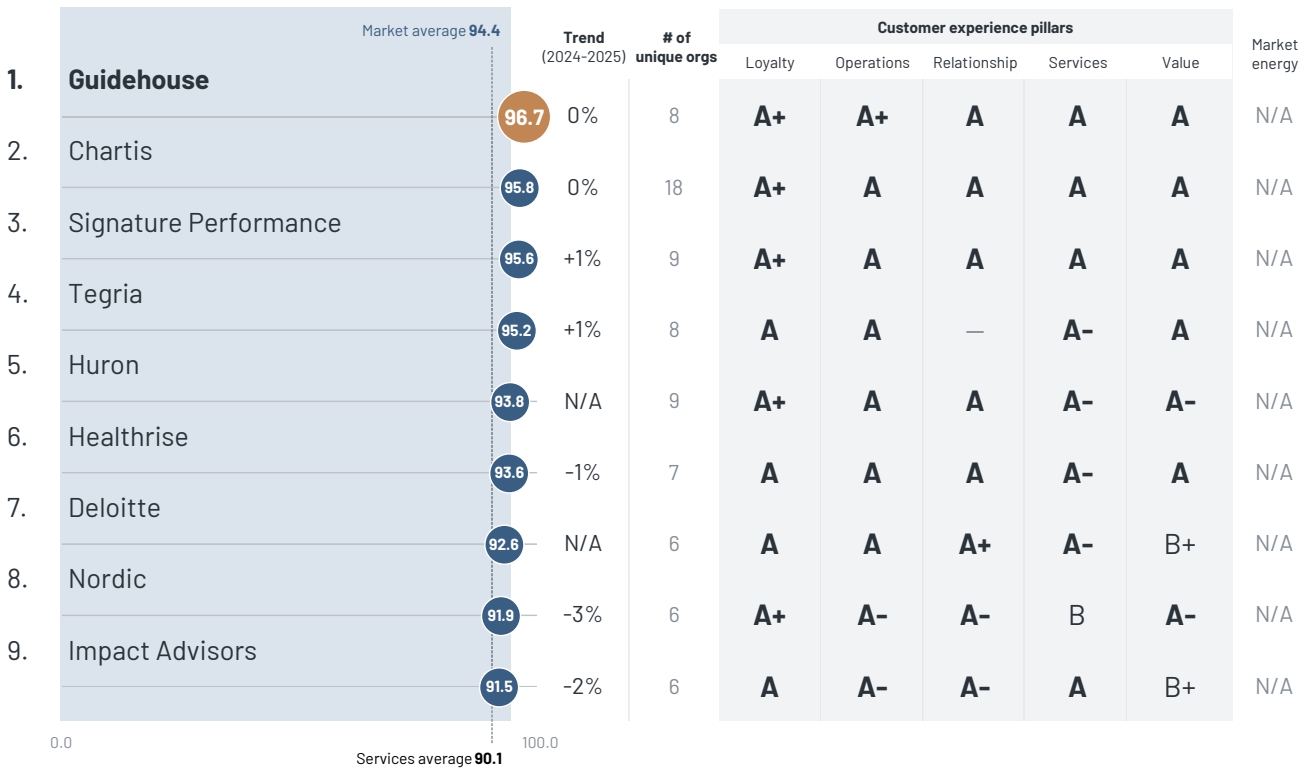 Market average 94.4
Trend
(2024-2025)
# of
unique orgs
Customer experience pillars
Loyalty Operations Relationship Services Value
Market
energy
1. Guidehouse
96.7 0% 8 A+ A+ A A A N/A
2. Chartis
95.8 0% 18 A+ A A A A N/A
3. Signature Performance
95.6 +1% 9 A+ A A A A N/A
4. Tegria
95.2 +1% 8 A A — A- A N/A
5. Huron
93.8 N/A 9 A+ A A A- A- N/A
6. Healthrise
93.6 -1% 7 A A A A- A N/A
7. Deloitte
92.6 N/A 6 A A A+ A- B+ N/A
8. Nordic
91.9 -3% 6 A+ A- A- B A- N/A
9. Impact Advisors
91.5 -2% 6 A A- A- A B+ N/A
0.0 100.0
Services average 90.1